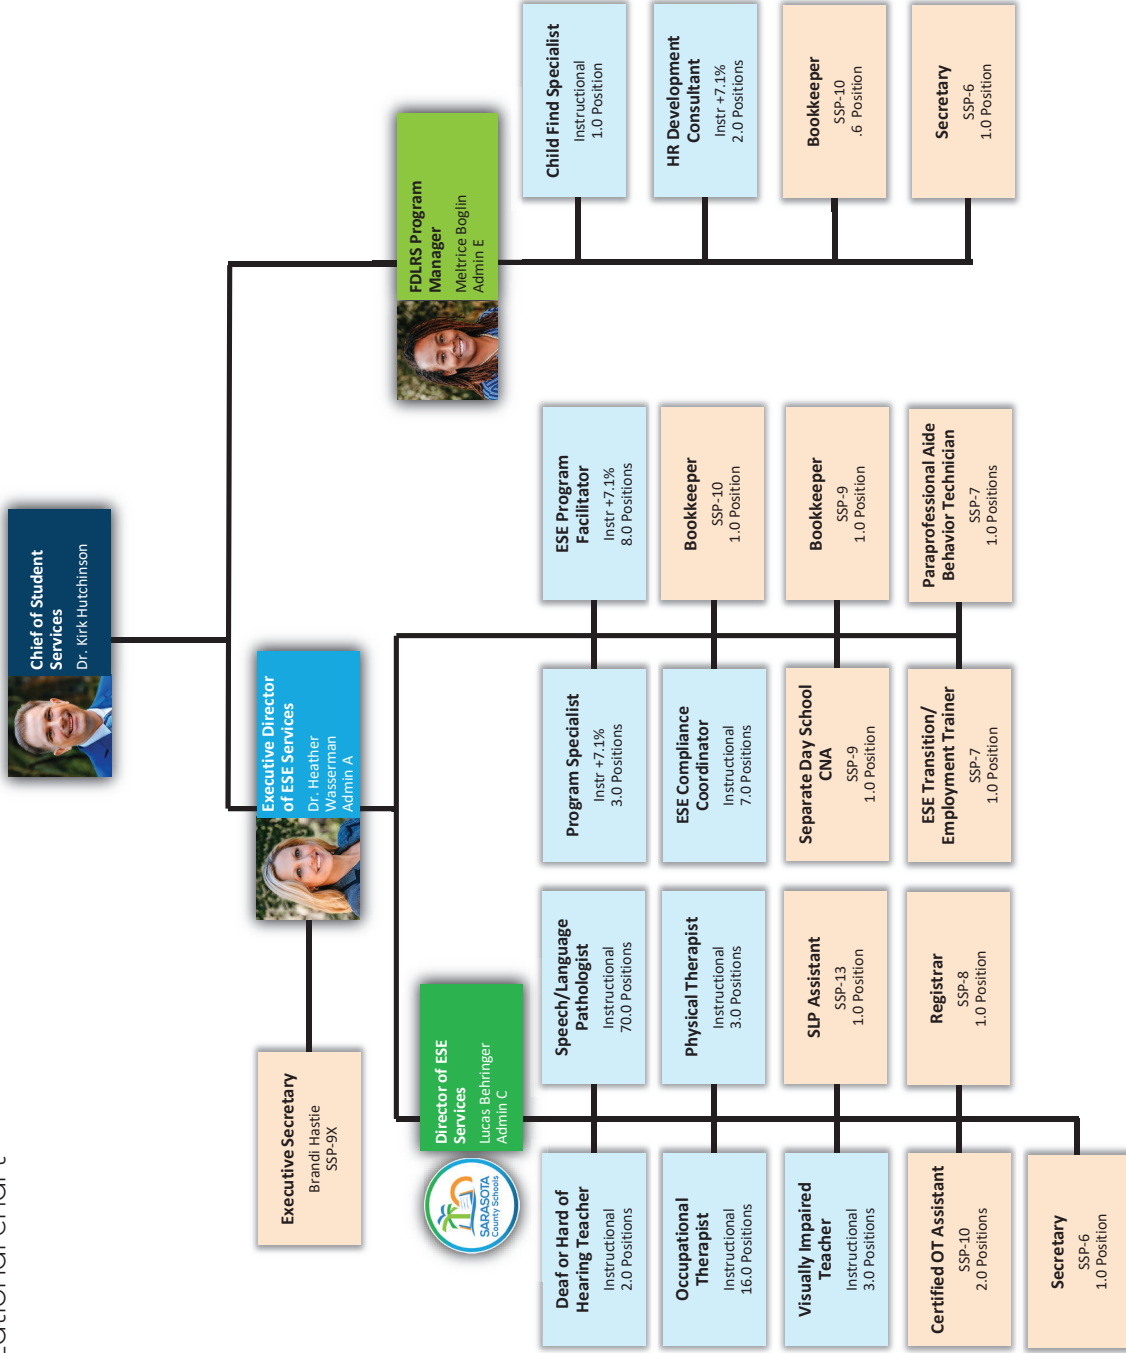 Chief of Student
Services
Dr. Kirk Hutchinson
Executive Secretary
Brandi Hastie
SSP-9X
Executive Director
of ESE Services
Dr. Heather
Wasserman
Admin A
FDLRS Program
Manager
Meltrice Boglin
Admin E
SARASOTA
County Schools
Director of ESE
Services
Lucas Behringer
Admin C
Deaf or Hard of
Hearing Teacher
Instructional
2.0 Positions
Speech/Language
Pathologist
Instructional
70.0 Positions
Occupational
Therapist
Instructional
16.0 Positions
Physical Therapist
Instructional
3.0 Positions
Visually Impaired
Teacher
Instructional
3.0 Positions
SLP Assistant
SSP-13
1.0 Position
Certified OT Assistant
SSP-10
2.0 Positions
Registrar
SSP-8
1.0 Position
Secretary
SSP-6
1.0 Position
Program Specialist
Instr +7.1%
3.0 Positions
ESE Program
Facilitator
Instr +7.1%
8.0 Positions
ESE Compliance
Coordinator
Instructional
7.0 Positions
Bookkeeper
SSP-10
1.0 Position
Separate Day School
CNA
SSP-9
1.0 Position
Bookkeeper
SSP-9
1.0 Position
ESE Transition/
Employment Trainer
SSP-7
1.0 Position
Paraprofessional Aide
Behavior Technician
SSP-7
1.0 Positions
Child Find Specialist
Instructional
1.0 Position
HR Development
Consultant
Instr +7.1%
2.0 Positions
Bookkeeper
SSP-10
.6 Position
Secretary
SSP-6
1.0 Position